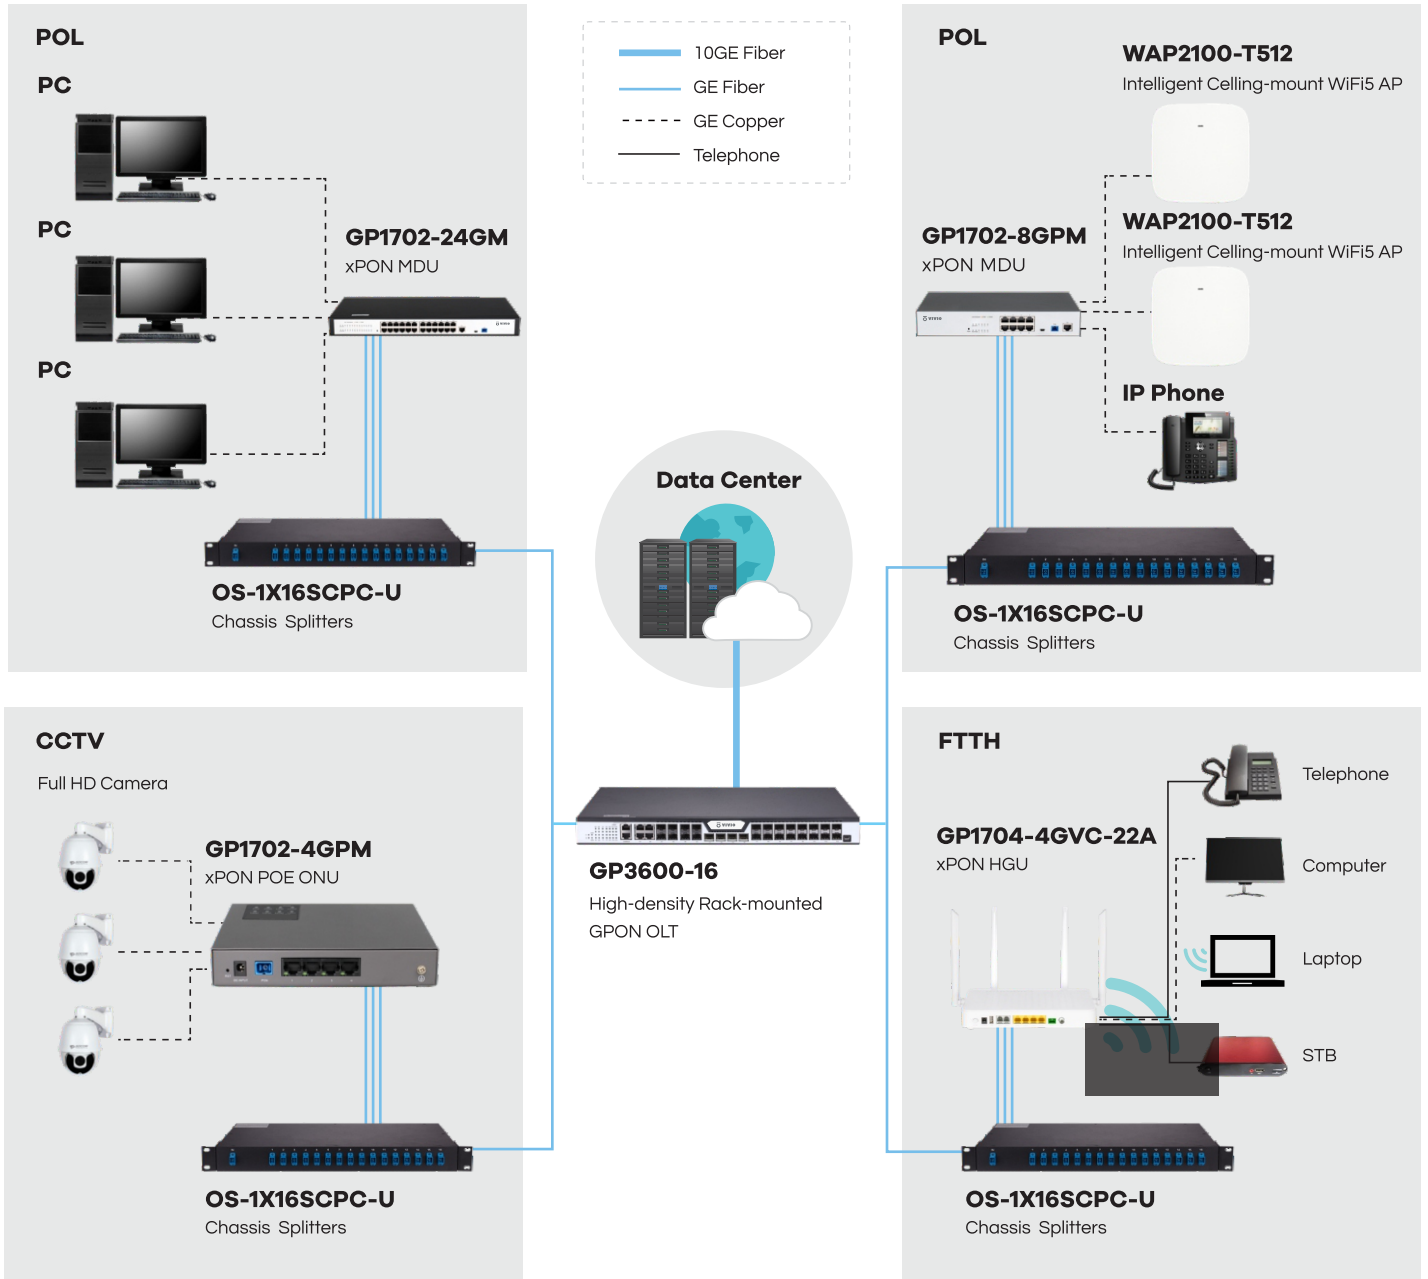 POL
PC
PC
GP1702-24GM
xPON MDU
PC
OS-1X16SCPC-U
Chassis Splitters
10GE Fiber
GE Fiber
GE Copper
Telephone
POL
WAP2100-T512
Intelligent Celling-mount WiFi5 AP
WAP2100-T512
Intelligent Celling-mount WiFi5 AP
GP1702-8GPM
xPON MDU
IP Phone
OS-1X16SCPC-U
Chassis Splitters
Data Center
GP3600-16
High-density Rack-mounted
GPON OLT
CCTV
Full HD Camera
GP1702-4GPM
xPON POE ONU
OS-1X16SCPC-U
Chassis Splitters
FTTH
Telephone
GP1704-4GVC-22A
xPON HGU
Computer
Laptop
STB
OS-1X16SCPC-U
Chassis Splitters